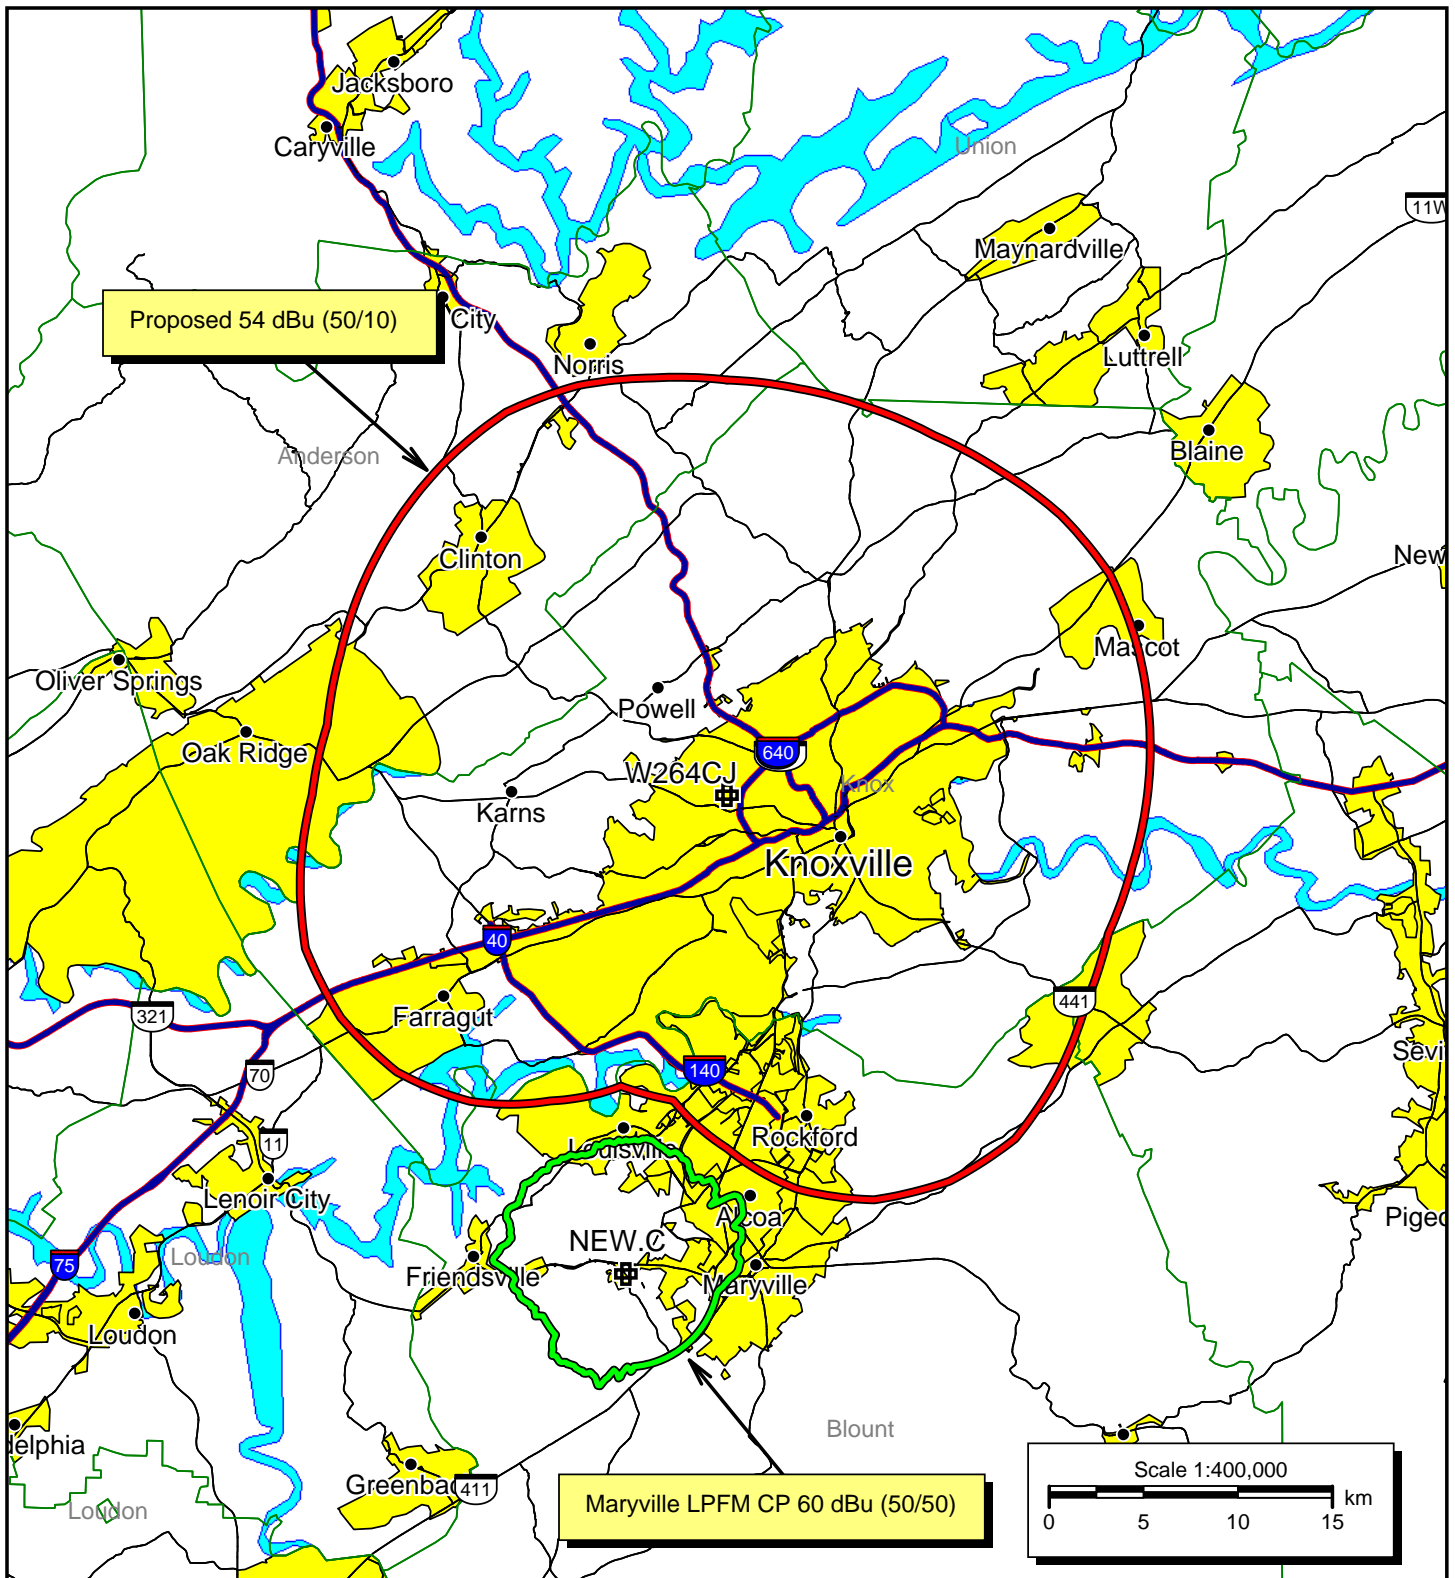 Jacksboro
Caryville
Union
11W
Maynardville
Proposed 54 dBu (50/10)
City
Norris
Luttrell
Anderson
Blaine
Clinton
New
Mascot
Oliver Springs
Powell
Oak Ridge
640
W264CJ
Knox
Karns
Knoxville
40
Farragut
441
321
Sevi
70
140
Rockford
11
Louisville
Lenoir City
Alcoa
Piged
NEW.C
Loudon
75
Friendsville
Maryville
Loudon
Blount
delphia
Scale 1:400,000
Greenbac
411
km
0 5 10 15
Maryville LPFM CP 60 dBu (50/50)
Loudon